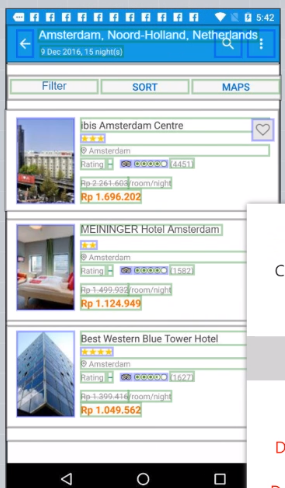 5:42
Amsterdam, Noord-Holland, Netherlands
9 Dec 2016, 15 night(s)
Filter SORT MAPS
ibis Amsterdam Centre
Amsterdam
Rating (4451)
Rp 2.261.603/room/night
Rp 1.696.202
MEININGER Hotel Amsterdam
Amsterdam
Rating (1582)
Rp 1.499.932/room/night
Rp 1.124.949
C
Best Western Blue Tower Hotel
Amsterdam
Rating (1627)
Rp 1.399.416/room/night
Rp 1.049.562
D